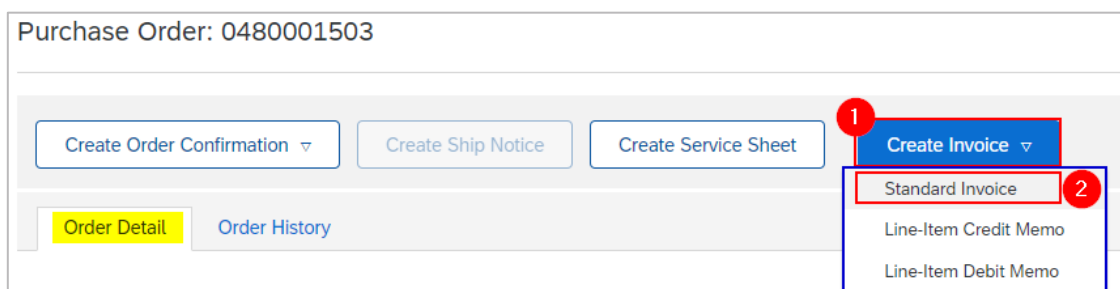 Purchase Order: 0480001503
1
Create Order Confirmation ▿ Create Ship Notice Create Service Sheet Create Invoice ▿
Standard Invoice 2
Order Detail Order History
Line-Item Credit Memo
Line-Item Debit Memo